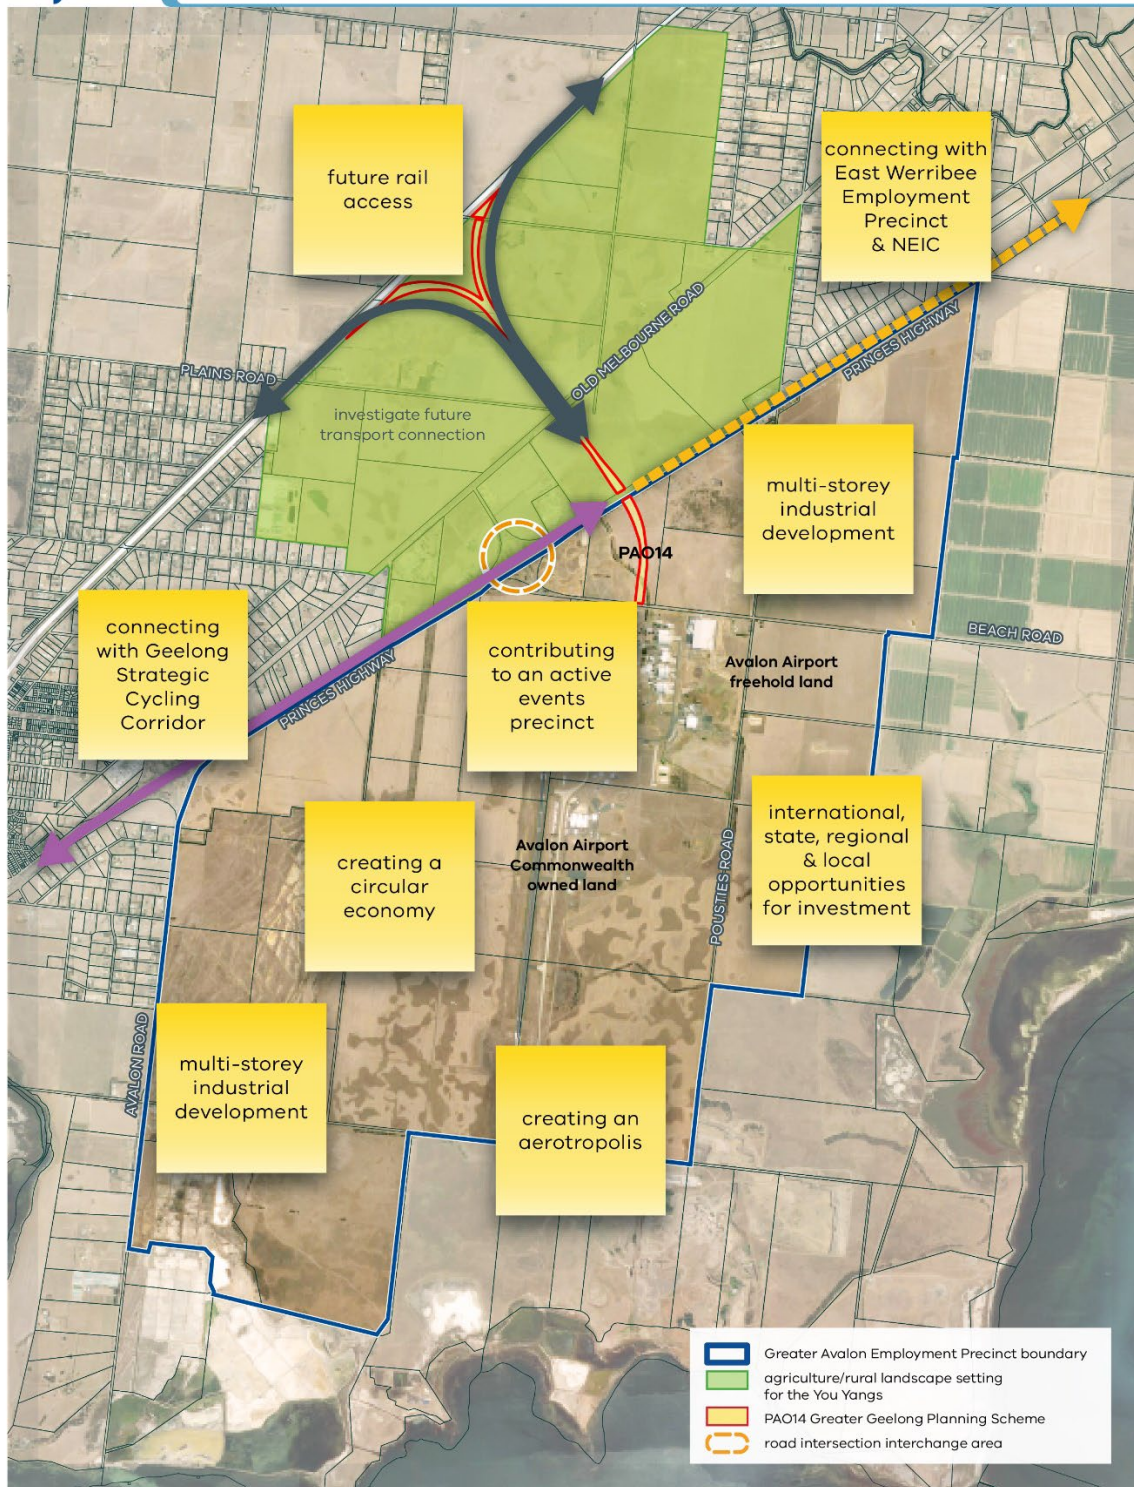 future rail
access
connecting with
East Werribee
Employment
Precinct
& NEIC
OLD MELBOURNE ROAD
PRINCES HIGHWAY
PLAINS ROAD
investigate future
transport connection
multi-storey
industrial
development
PAO14
BEACH ROAD
connecting
with Geelong
Strategic
Cycling
Corridor
PRINCES HIGHWAY
contributing
to an active
events
precinct
Avalon Airport
freehold land
creating a
circular
economy
Avalon Airport
Commonwealth
owned land
POUSTIES ROAD
international,
state, regional
& local
opportunities
for investment
AVALON ROAD
multi-storey
industrial
development
creating an
aerotropolis
Greater Avalon Employment Precinct boundary
agriculture/rural landscape setting
for the You Yangs
PAO14 Greater Geelong Planning Scheme
road intersection interchange area